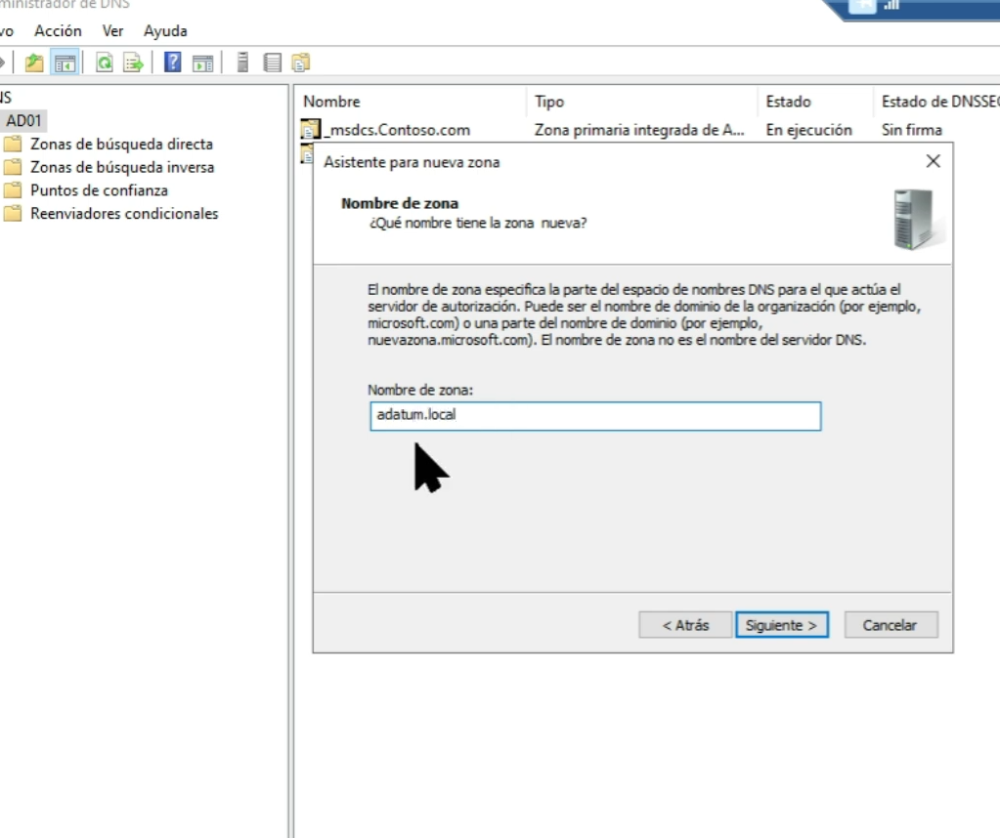 ministrador de DNS
vo Acción Ver Ayuda
NS
AD01
Zonas de búsqueda directa
Zonas de búsqueda inversa
Puntos de confianza
Reenviadores condicionales
Nombre Tipo Estado Estado de DNSSEC
_msdcs.Contoso.com Zona primaria integrada de A... En ejecución Sin firma
Asistente para nueva zona
Nombre de zona
¿Qué nombre tiene la zona nueva?
El nombre de zona especifica la parte del espacio de nombres DNS para el que actúa el
servidor de autorización. Puede ser el nombre de dominio de la organización (por ejemplo,
microsoft.com) o una parte del nombre de dominio (por ejemplo,
nuevazona.microsoft.com). El nombre de zona no es el nombre del servidor DNS.
Nombre de zona:
adatum.local
< Atrás Siguiente > Cancelar